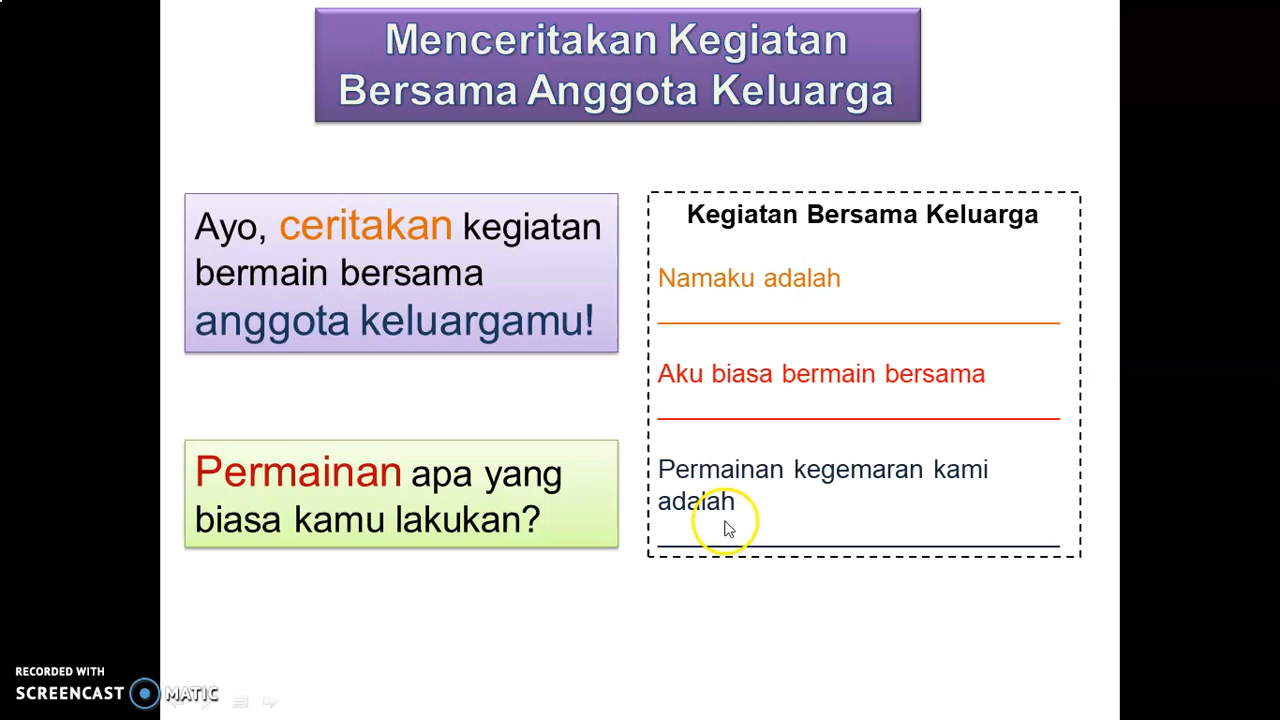 Menceritakan Kegiatan
Bersama Anggota Keluarga
Ayo, ceritakan kegiatan
bermain bersama
anggota keluargamu!
Permainan apa yang
biasa kamu lakukan?
Kegiatan Bersama Keluarga
Namaku adalah
Aku biasa bermain bersama
Permainan kegemaran kami
adalah
RECORDED WITH
SCREENCAST MATIC